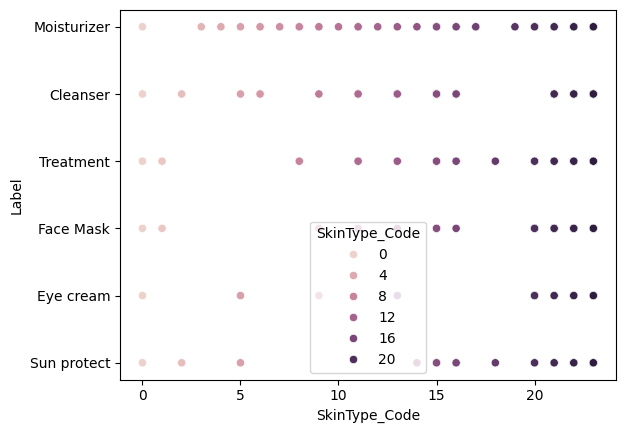 Moisturizer
Cleanser
Treatment
Face Mask
Eye cream
Sun protect
Label
SkinType_Code
0
4
8
12
16
20
0
5
10
15
20
SkinType_Code